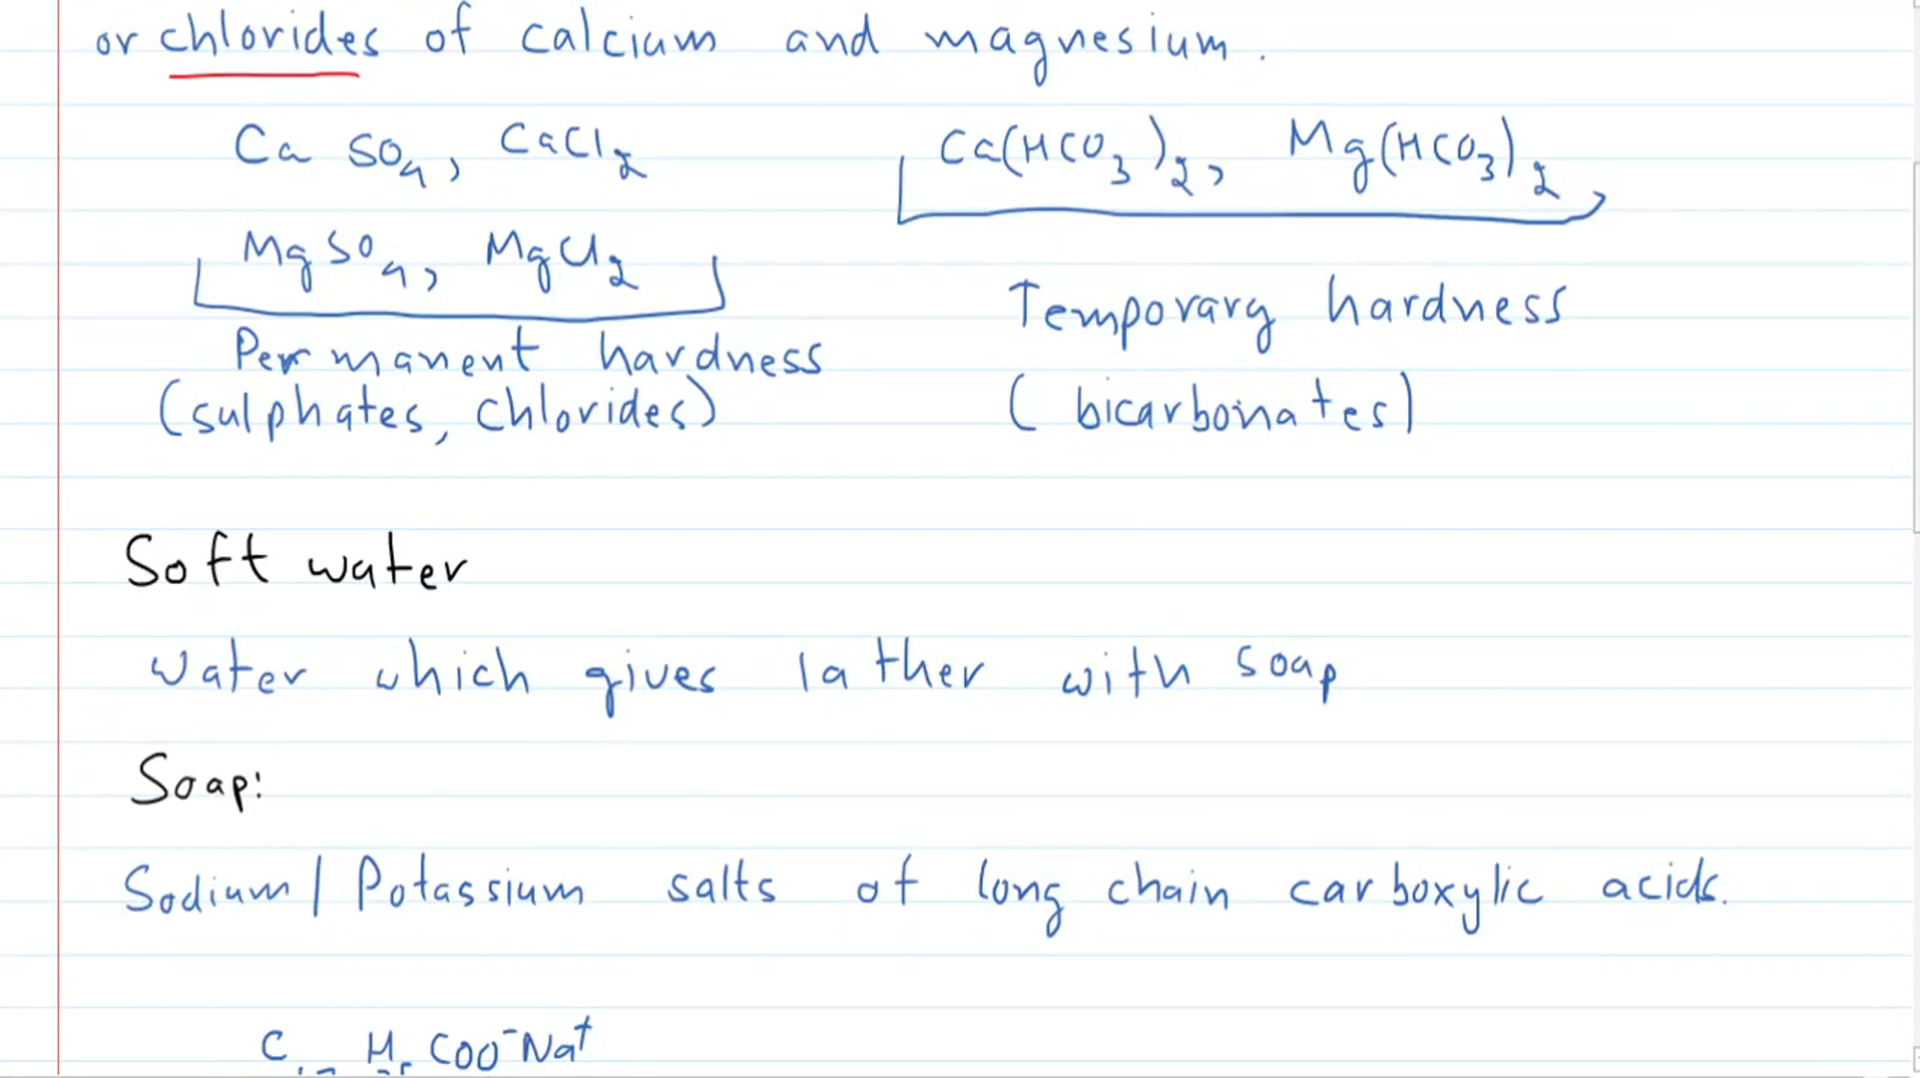 or chlorides of calcium and magnesium.
Ca SO₄, CaCl₂
Ca(HCO₃)₂, Mg(HCO₃)₂
MgSO₄, MgCl₂
Permanent hardness
Temporary hardness
(sulphates, chlorides)
(bicarbonates)
Soft water
Water which gives lather with soap
Soap:
Sodium/Potassium salts of long chain carboxylic acids.
C H COO⁻Na⁺